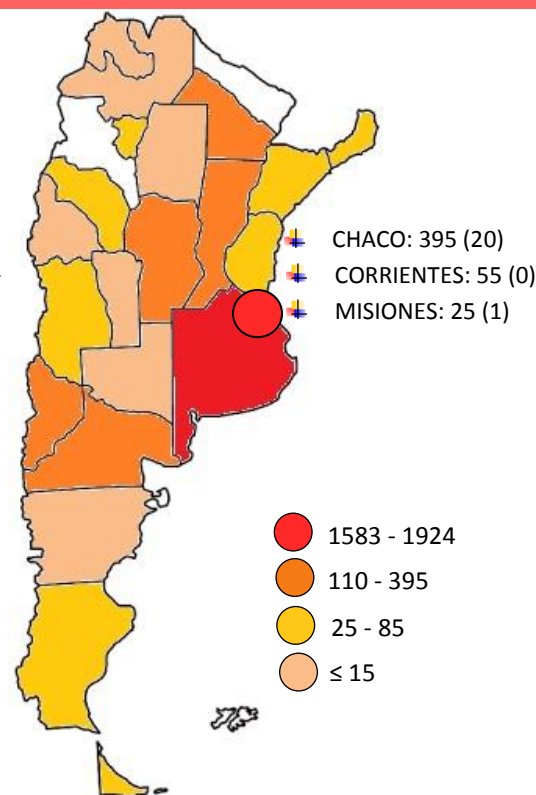 CHACO: 395 (20)
CORRIENTES: 55 (0)
MISIONES: 25 (1)
1583 - 1924
110 - 395
25 - 85
≤ 15